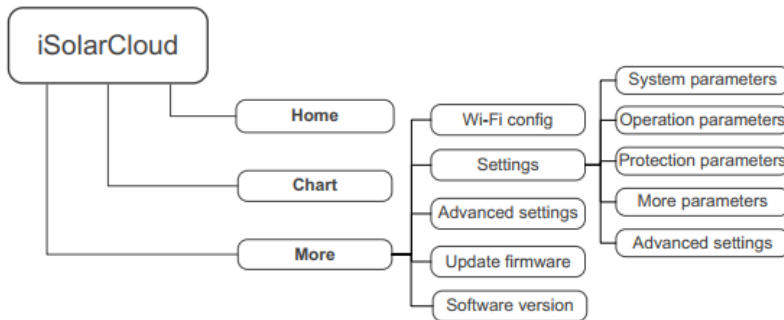 iSolarCloud
Home
Chart
More
Wi-Fi config
Settings
Advanced settings
Update firmware
Software version
System parameters
Operation parameters
Protection parameters
More parameters
Advanced settings